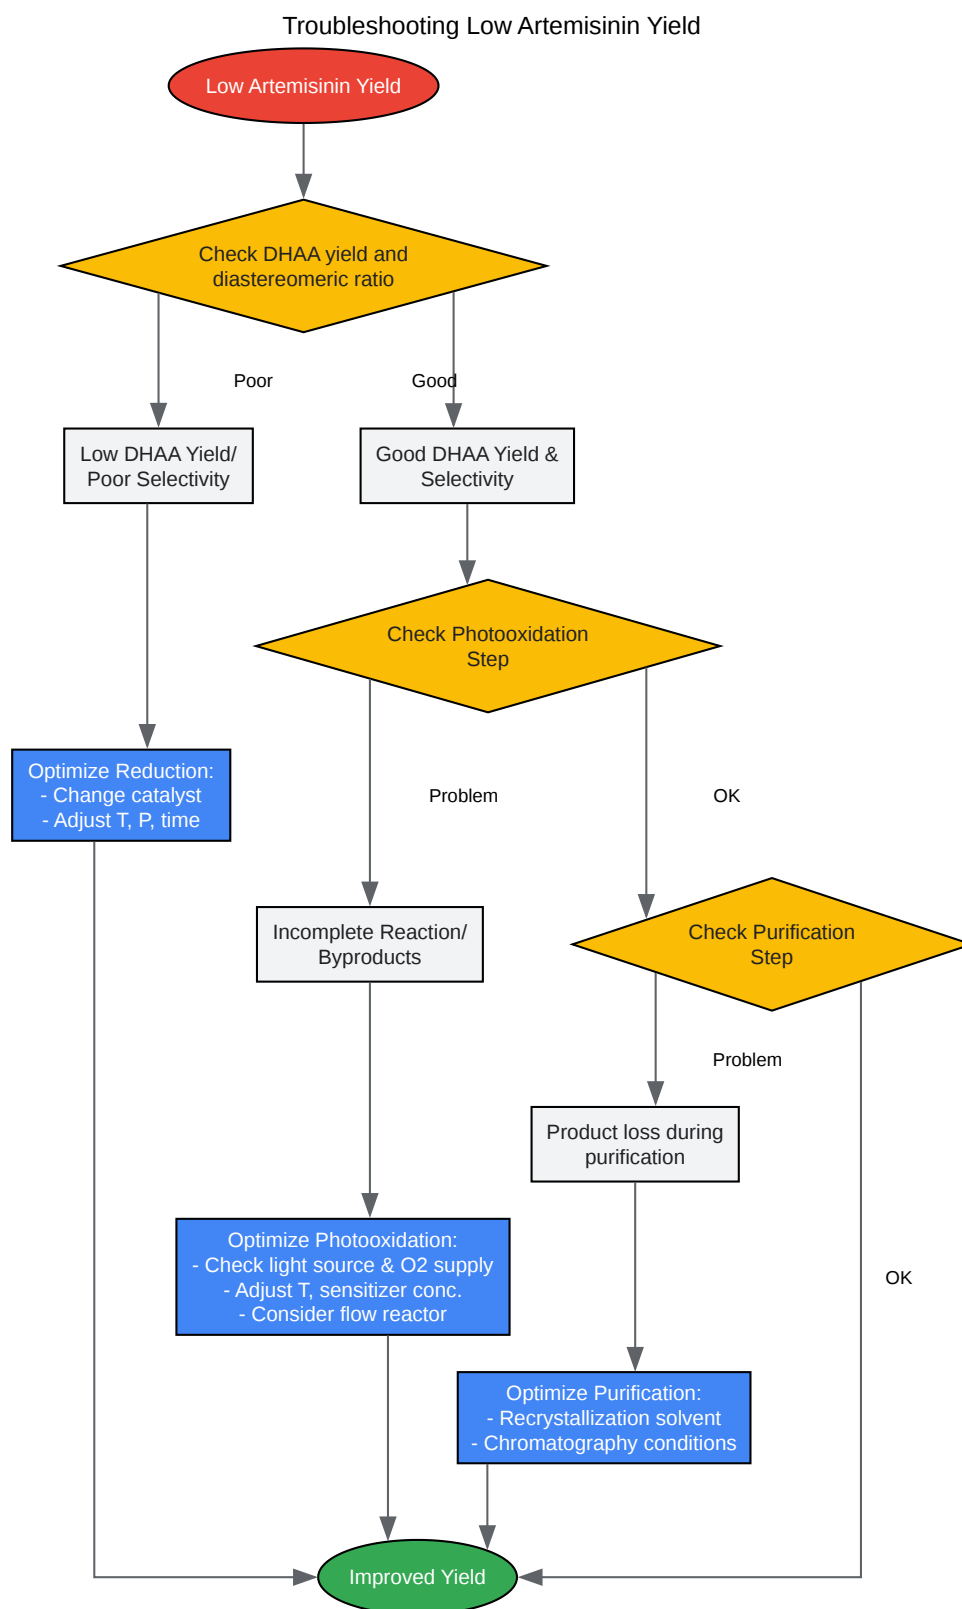 Troubleshooting Low Artemisinin Yield
Low Artemisinin Yield
Check DHAA yield and
diastereomeric ratio
Poor
Good
Low DHAA Yield/
Poor Selectivity
Good DHAA Yield &
Selectivity
Check Photooxidation
Step
Optimize Reduction:
- Change catalyst
- Adjust T, P, time
Problem
OK
Incomplete Reaction/
Byproducts
Check Purification
Step
Problem
Product loss during
purification
Optimize Photooxidation:
- Check light source & O2 supply
- Adjust T, sensitizer conc.
- Consider flow reactor
OK
Optimize Purification:
- Recrystallization solvent
- Chromatography conditions
Improved Yield